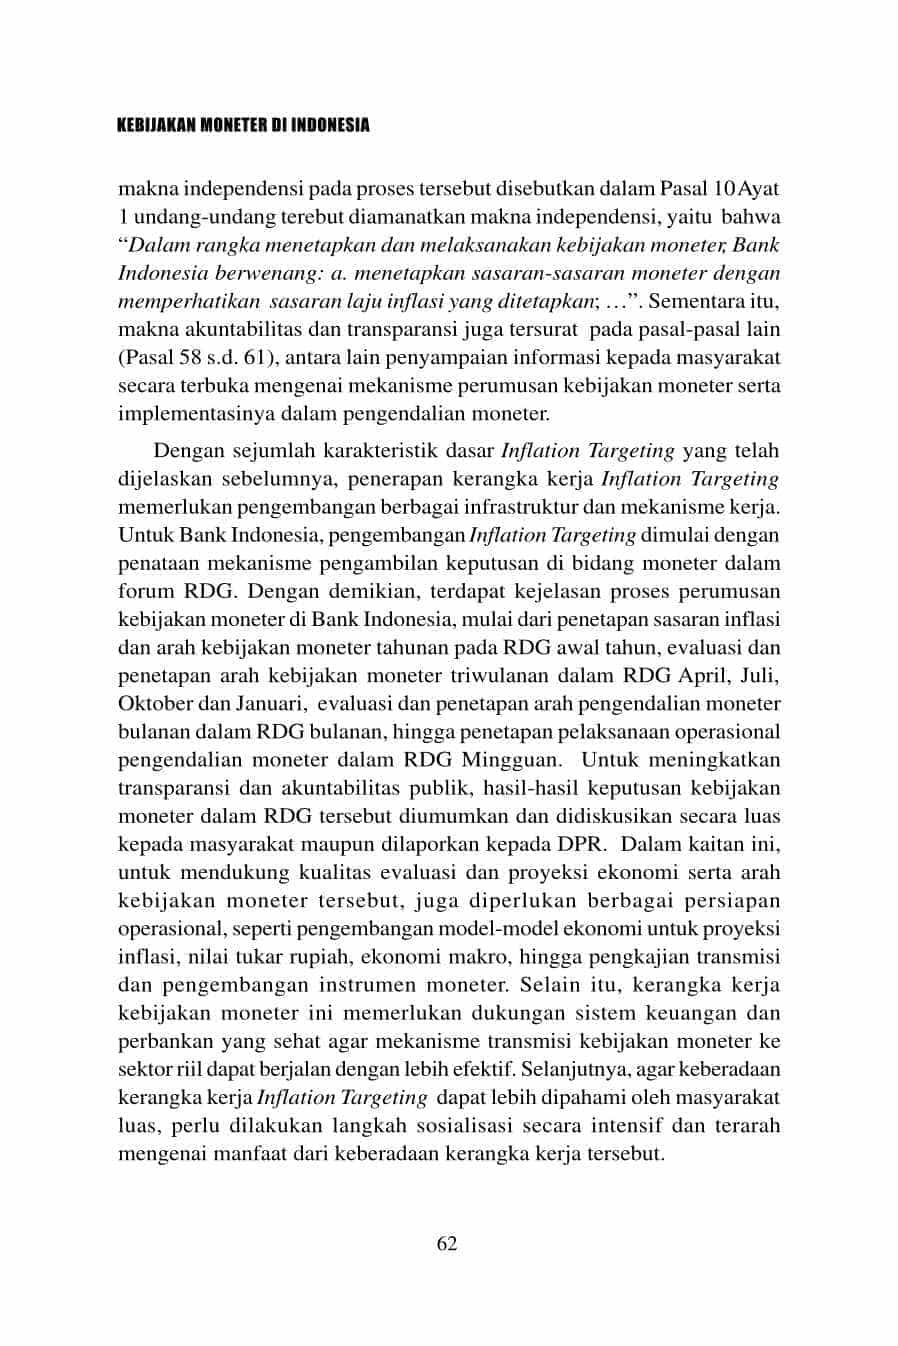 KEBIJAKAN MONETER DI INDONESIA
makna independensi pada proses tersebut disebutkan dalam Pasal 10 Ayat
1 undang-undang terebut diamanatkan makna independensi, yaitu bahwa
“Dalam rangka menetapkan dan melaksanakan kebijakan moneter, Bank
Indonesia berwenang: a. menetapkan sasaran-sasaran moneter dengan
memperhatikan sasaran laju inflasi yang ditetapkan; …”. Sementara itu,
makna akuntabilitas dan transparansi juga tersurat pada pasal-pasal lain
(Pasal 58 s.d. 61), antara lain penyampaian informasi kepada masyarakat
secara terbuka mengenai mekanisme perumusan kebijakan moneter serta
implementasinya dalam pengendalian moneter.
Dengan sejumlah karakteristik dasar Inflation Targeting yang telah
dijelaskan sebelumnya, penerapan kerangka kerja Inflation Targeting
memerlukan pengembangan berbagai infrastruktur dan mekanisme kerja.
Untuk Bank Indonesia, pengembangan Inflation Targeting dimulai dengan
penataan mekanisme pengambilan keputusan di bidang moneter dalam
forum RDG. Dengan demikian, terdapat kejelasan proses perumusan
kebijakan moneter di Bank Indonesia, mulai dari penetapan sasaran inflasi
dan arah kebijakan moneter tahunan pada RDG awal tahun, evaluasi dan
penetapan arah kebijakan moneter triwulanan dalam RDG April, Juli,
Oktober dan Januari, evaluasi dan penetapan arah pengendalian moneter
bulanan dalam RDG bulanan, hingga penetapan pelaksanaan operasional
pengendalian moneter dalam RDG Mingguan. Untuk meningkatkan
transparansi dan akuntabilitas publik, hasil-hasil keputusan kebijakan
moneter dalam RDG tersebut diumumkan dan didiskusikan secara luas
kepada masyarakat maupun dilaporkan kepada DPR. Dalam kaitan ini,
untuk mendukung kualitas evaluasi dan proyeksi ekonomi serta arah
kebijakan moneter tersebut, juga diperlukan berbagai persiapan
operasional, seperti pengembangan model-model ekonomi untuk proyeksi
inflasi, nilai tukar rupiah, ekonomi makro, hingga pengkajian transmisi
dan pengembangan instrumen moneter. Selain itu, kerangka kerja
kebijakan moneter ini memerlukan dukungan sistem keuangan dan
perbankan yang sehat agar mekanisme transmisi kebijakan moneter ke
sektor riil dapat berjalan dengan lebih efektif. Selanjutnya, agar keberadaan
kerangka kerja Inflation Targeting dapat lebih dipahami oleh masyarakat
luas, perlu dilakukan langkah sosialisasi secara intensif dan terarah
mengenai manfaat dari keberadaan kerangka kerja tersebut.
62